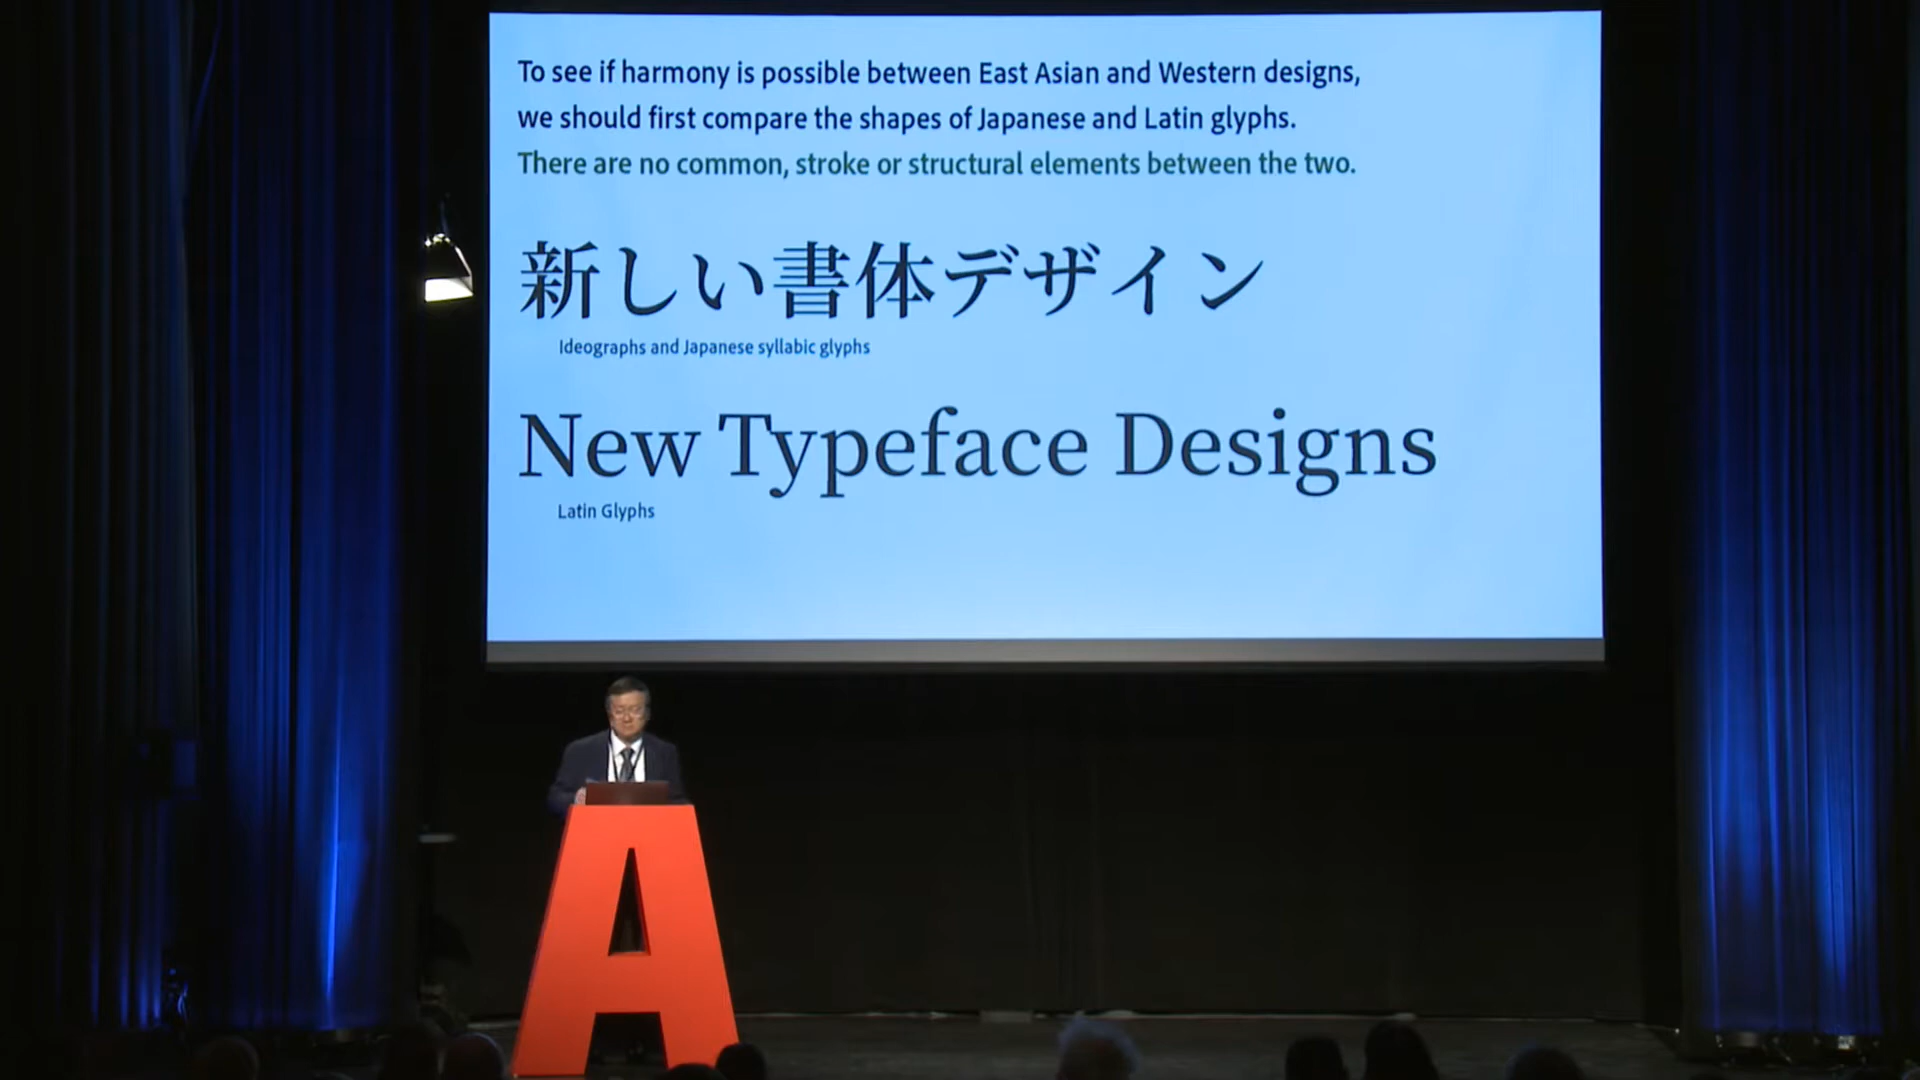 To see if harmony is possible between East Asian and Western designs,
we should first compare the shapes of Japanese and Latin glyphs.
There are no common, stroke or structural elements between the two.
新しい書体デザイン
Ideographs and Japanese syllabic glyphs
New Typeface Designs
Latin Glyphs
A